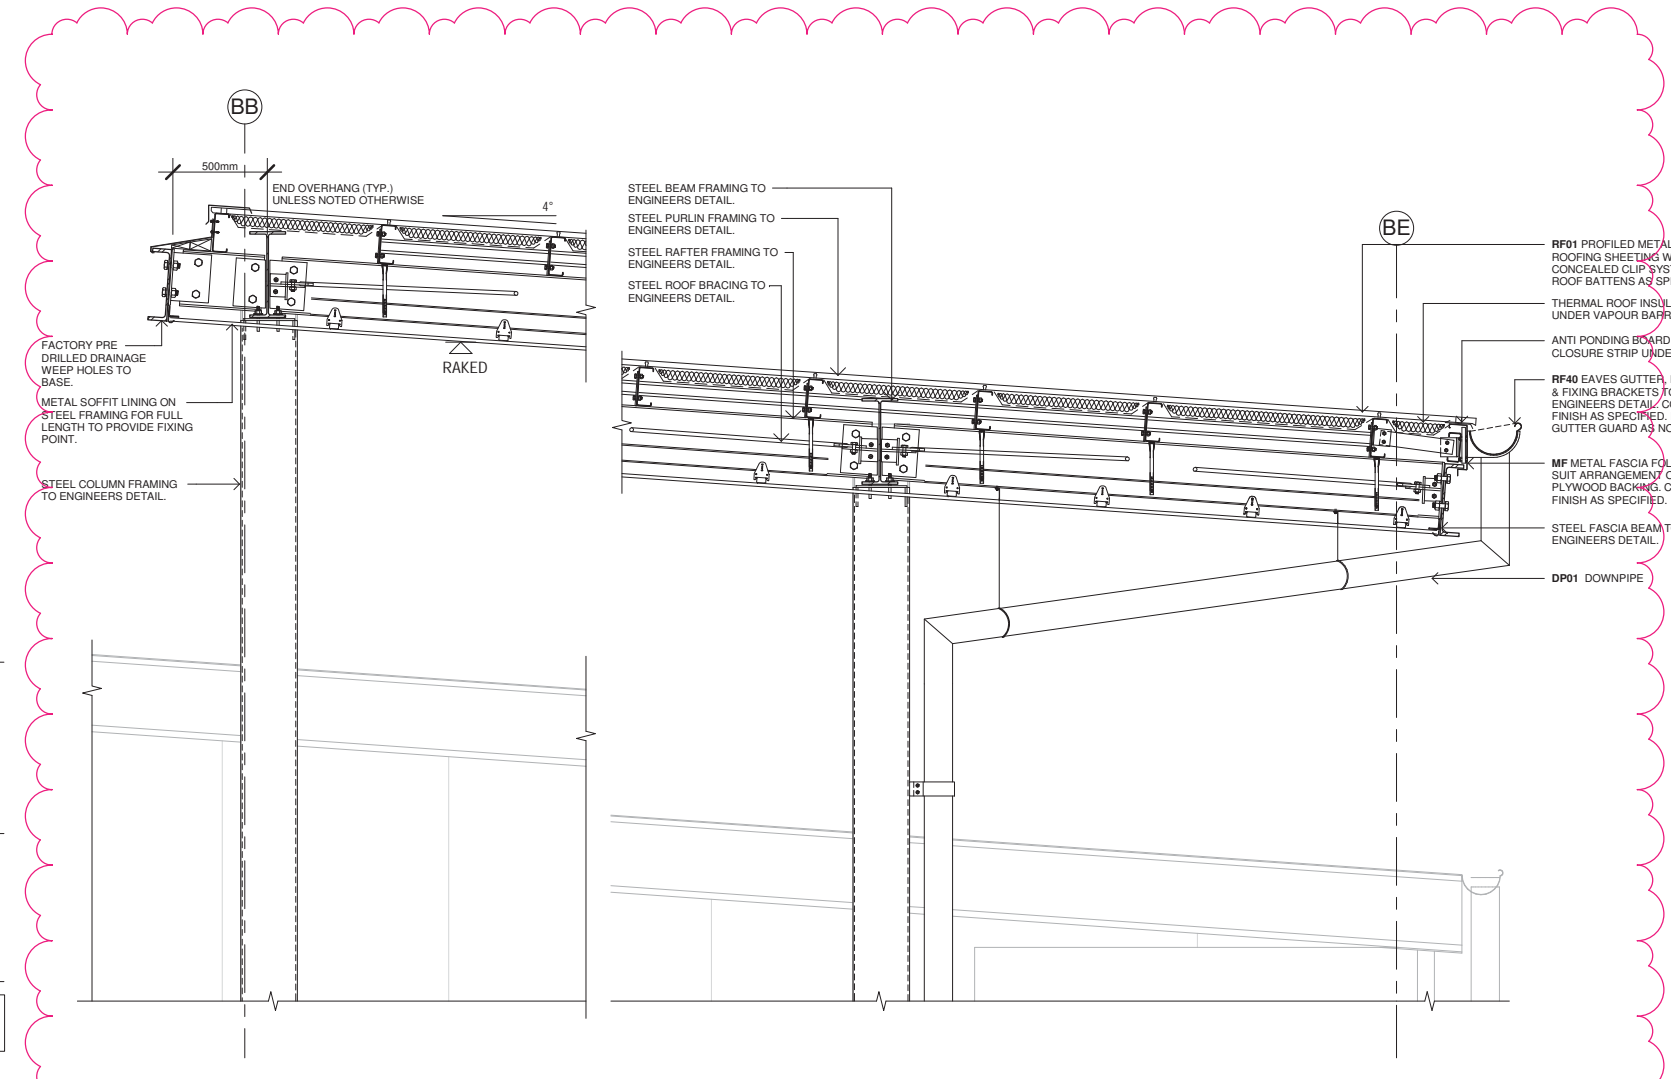 BB
500mm
END OVERHANG (TYP.)
UNLESS NOTED OTHERWISE
4°
FACTORY PRE
DRILLED DRAINAGE
WEEP HOLES TO
BASE.
METAL SOFFIT LINING ON
STEEL FRAMING FOR FULL
LENGTH TO PROVIDE FIXING
POINT.
STEEL COLUMN FRAMING
TO ENGINEERS DETAIL.
RAKED
STEEL BEAM FRAMING TO
ENGINEERS DETAIL.
STEEL PURLIN FRAMING TO
ENGINEERS DETAIL.
STEEL RAFTER FRAMING TO
ENGINEERS DETAIL.
STEEL ROOF BRACING TO
ENGINEERS DETAIL.
BE
RF01 PROFILED METAL
ROOFING SHEETING
CONCEALED CLIP
ROOF BATTENS AS
THERMAL ROOF
UNDER VAPOUR
ANTI PONDING BOARD
CLOSURE STRIP
RF40 EAVES GUTTER,
& FIXING BRACKETS TO
ENGINEERS DETAIL.
FINISH AS SPECIFIED.
GUTTER GUARD AS
MF METAL FASCIA
SUIT ARRANGEMENT
PLYWOOD BACKING.
FINISH AS SPECIFIED.
STEEL FASCIA BEAM
ENGINEERS DETAIL.
DP01 DOWNPIPE